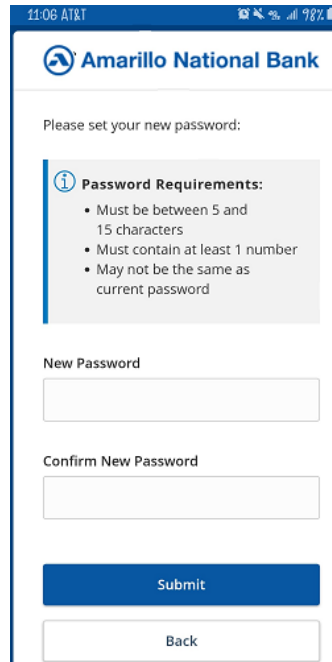 11:06 AT&T 98%
Amarillo National Bank
Please set your new password:
Password Requirements:
• Must be between 5 and
15 characters
• Must contain at least 1 number
• May not be the same as
current password
New Password
Confirm New Password
Submit
Back